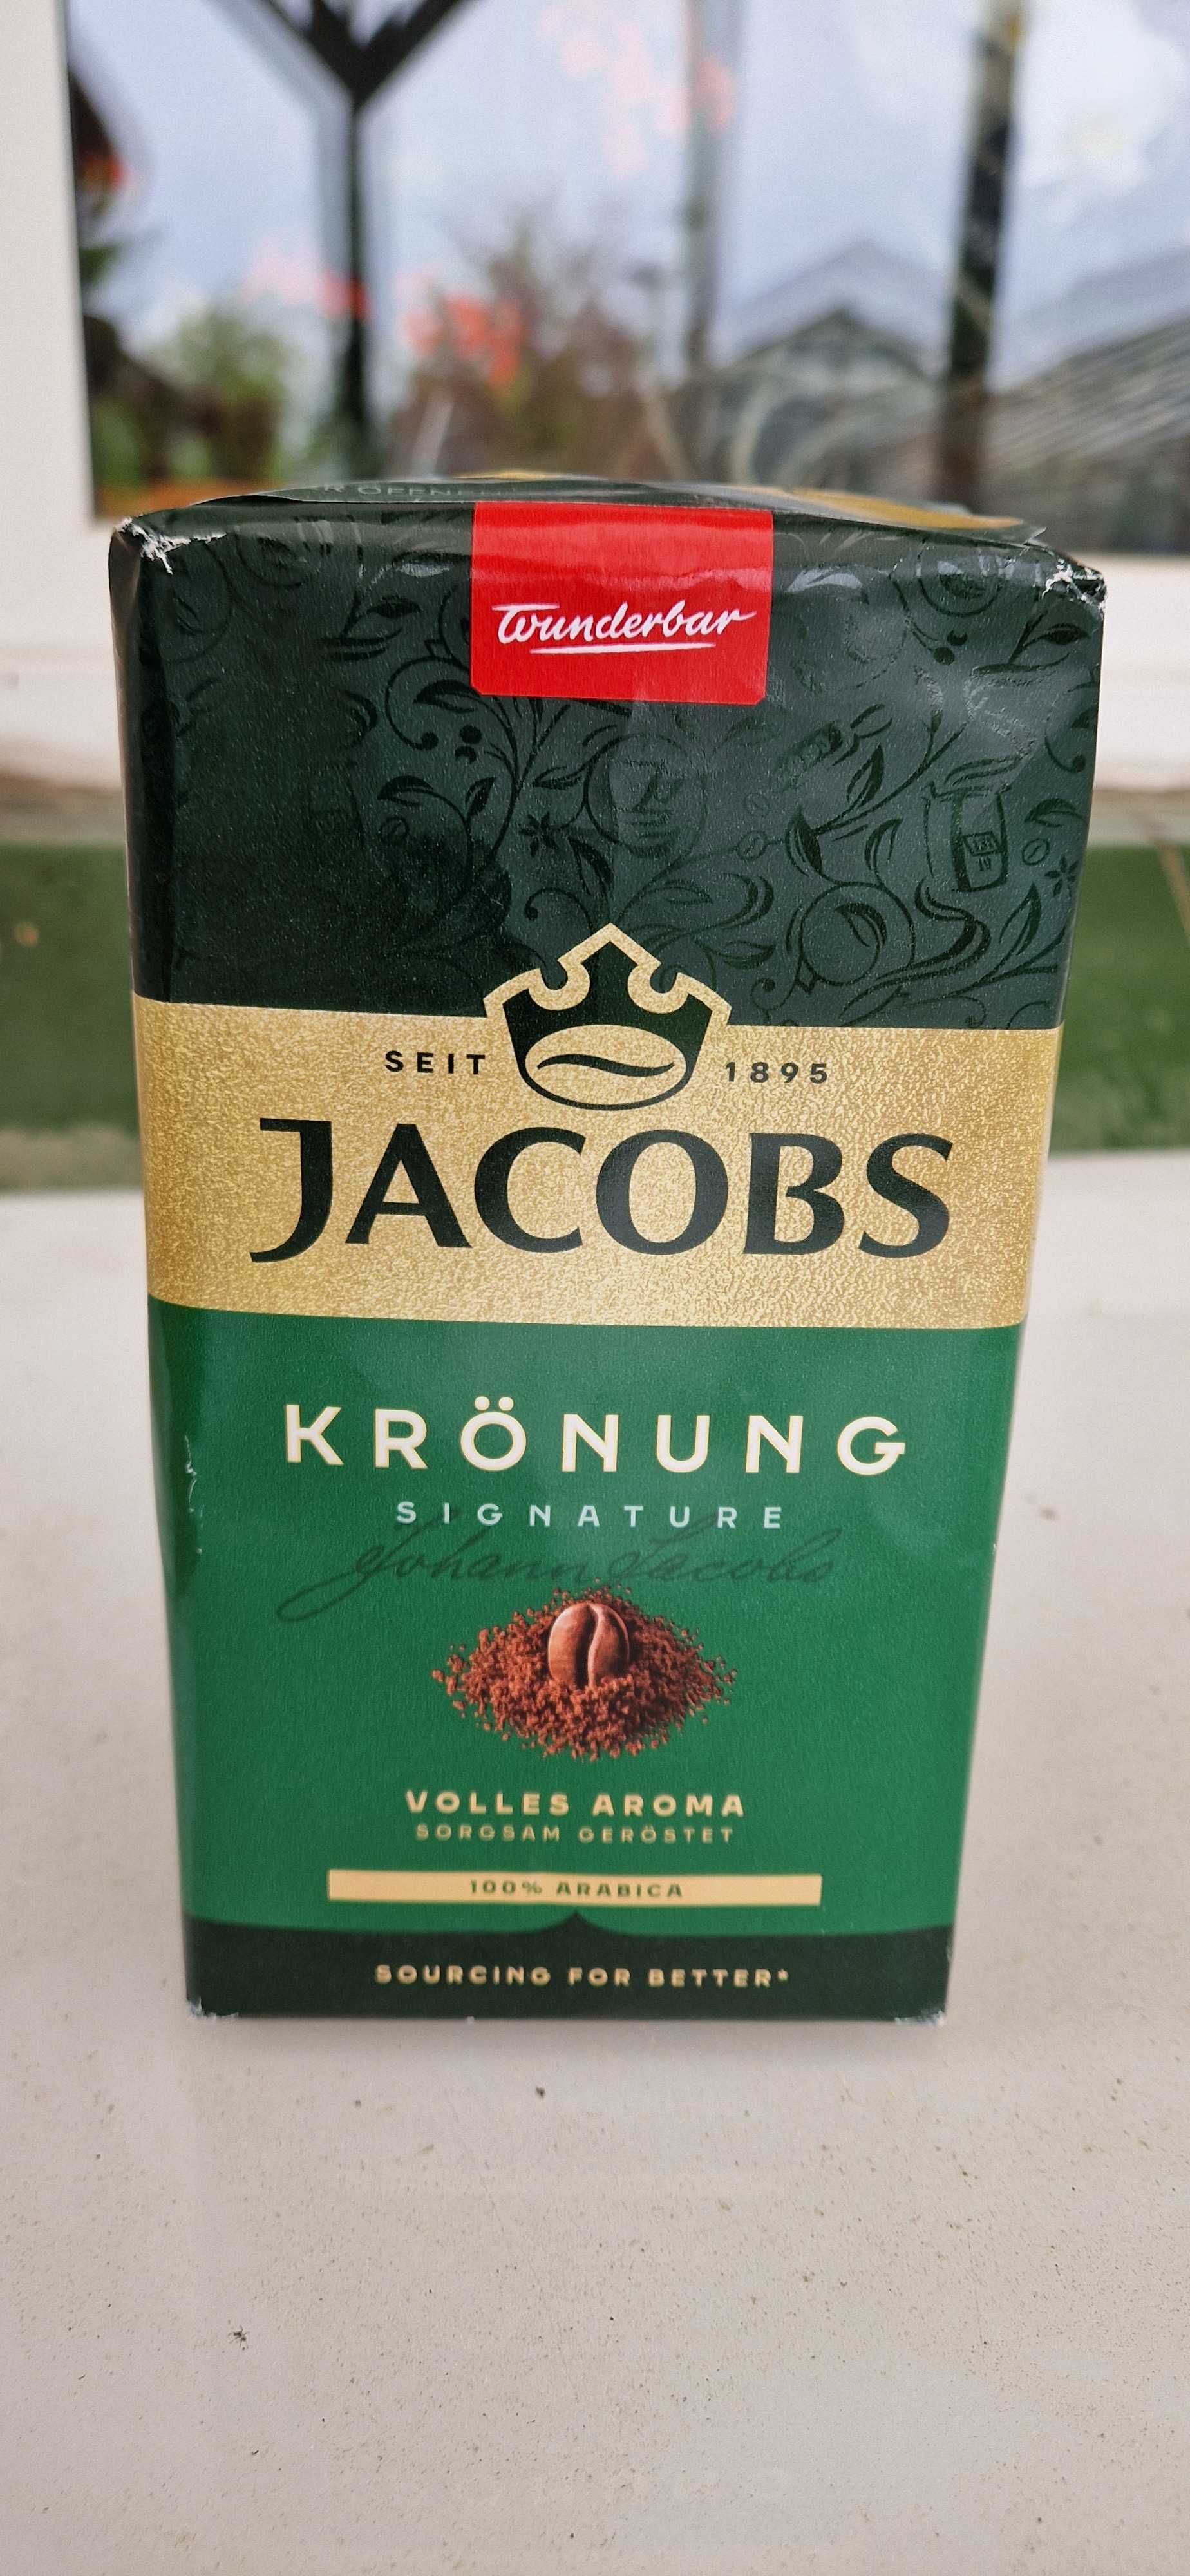 Wunderbar
SEIT 1895
JACOBS
KRÖNUNG
SIGNATURE
Johann Jacobs
VOLLES AROMA
SORGSAM GERÖSTET
100% ARABICA
SOURCING FOR BETTER*